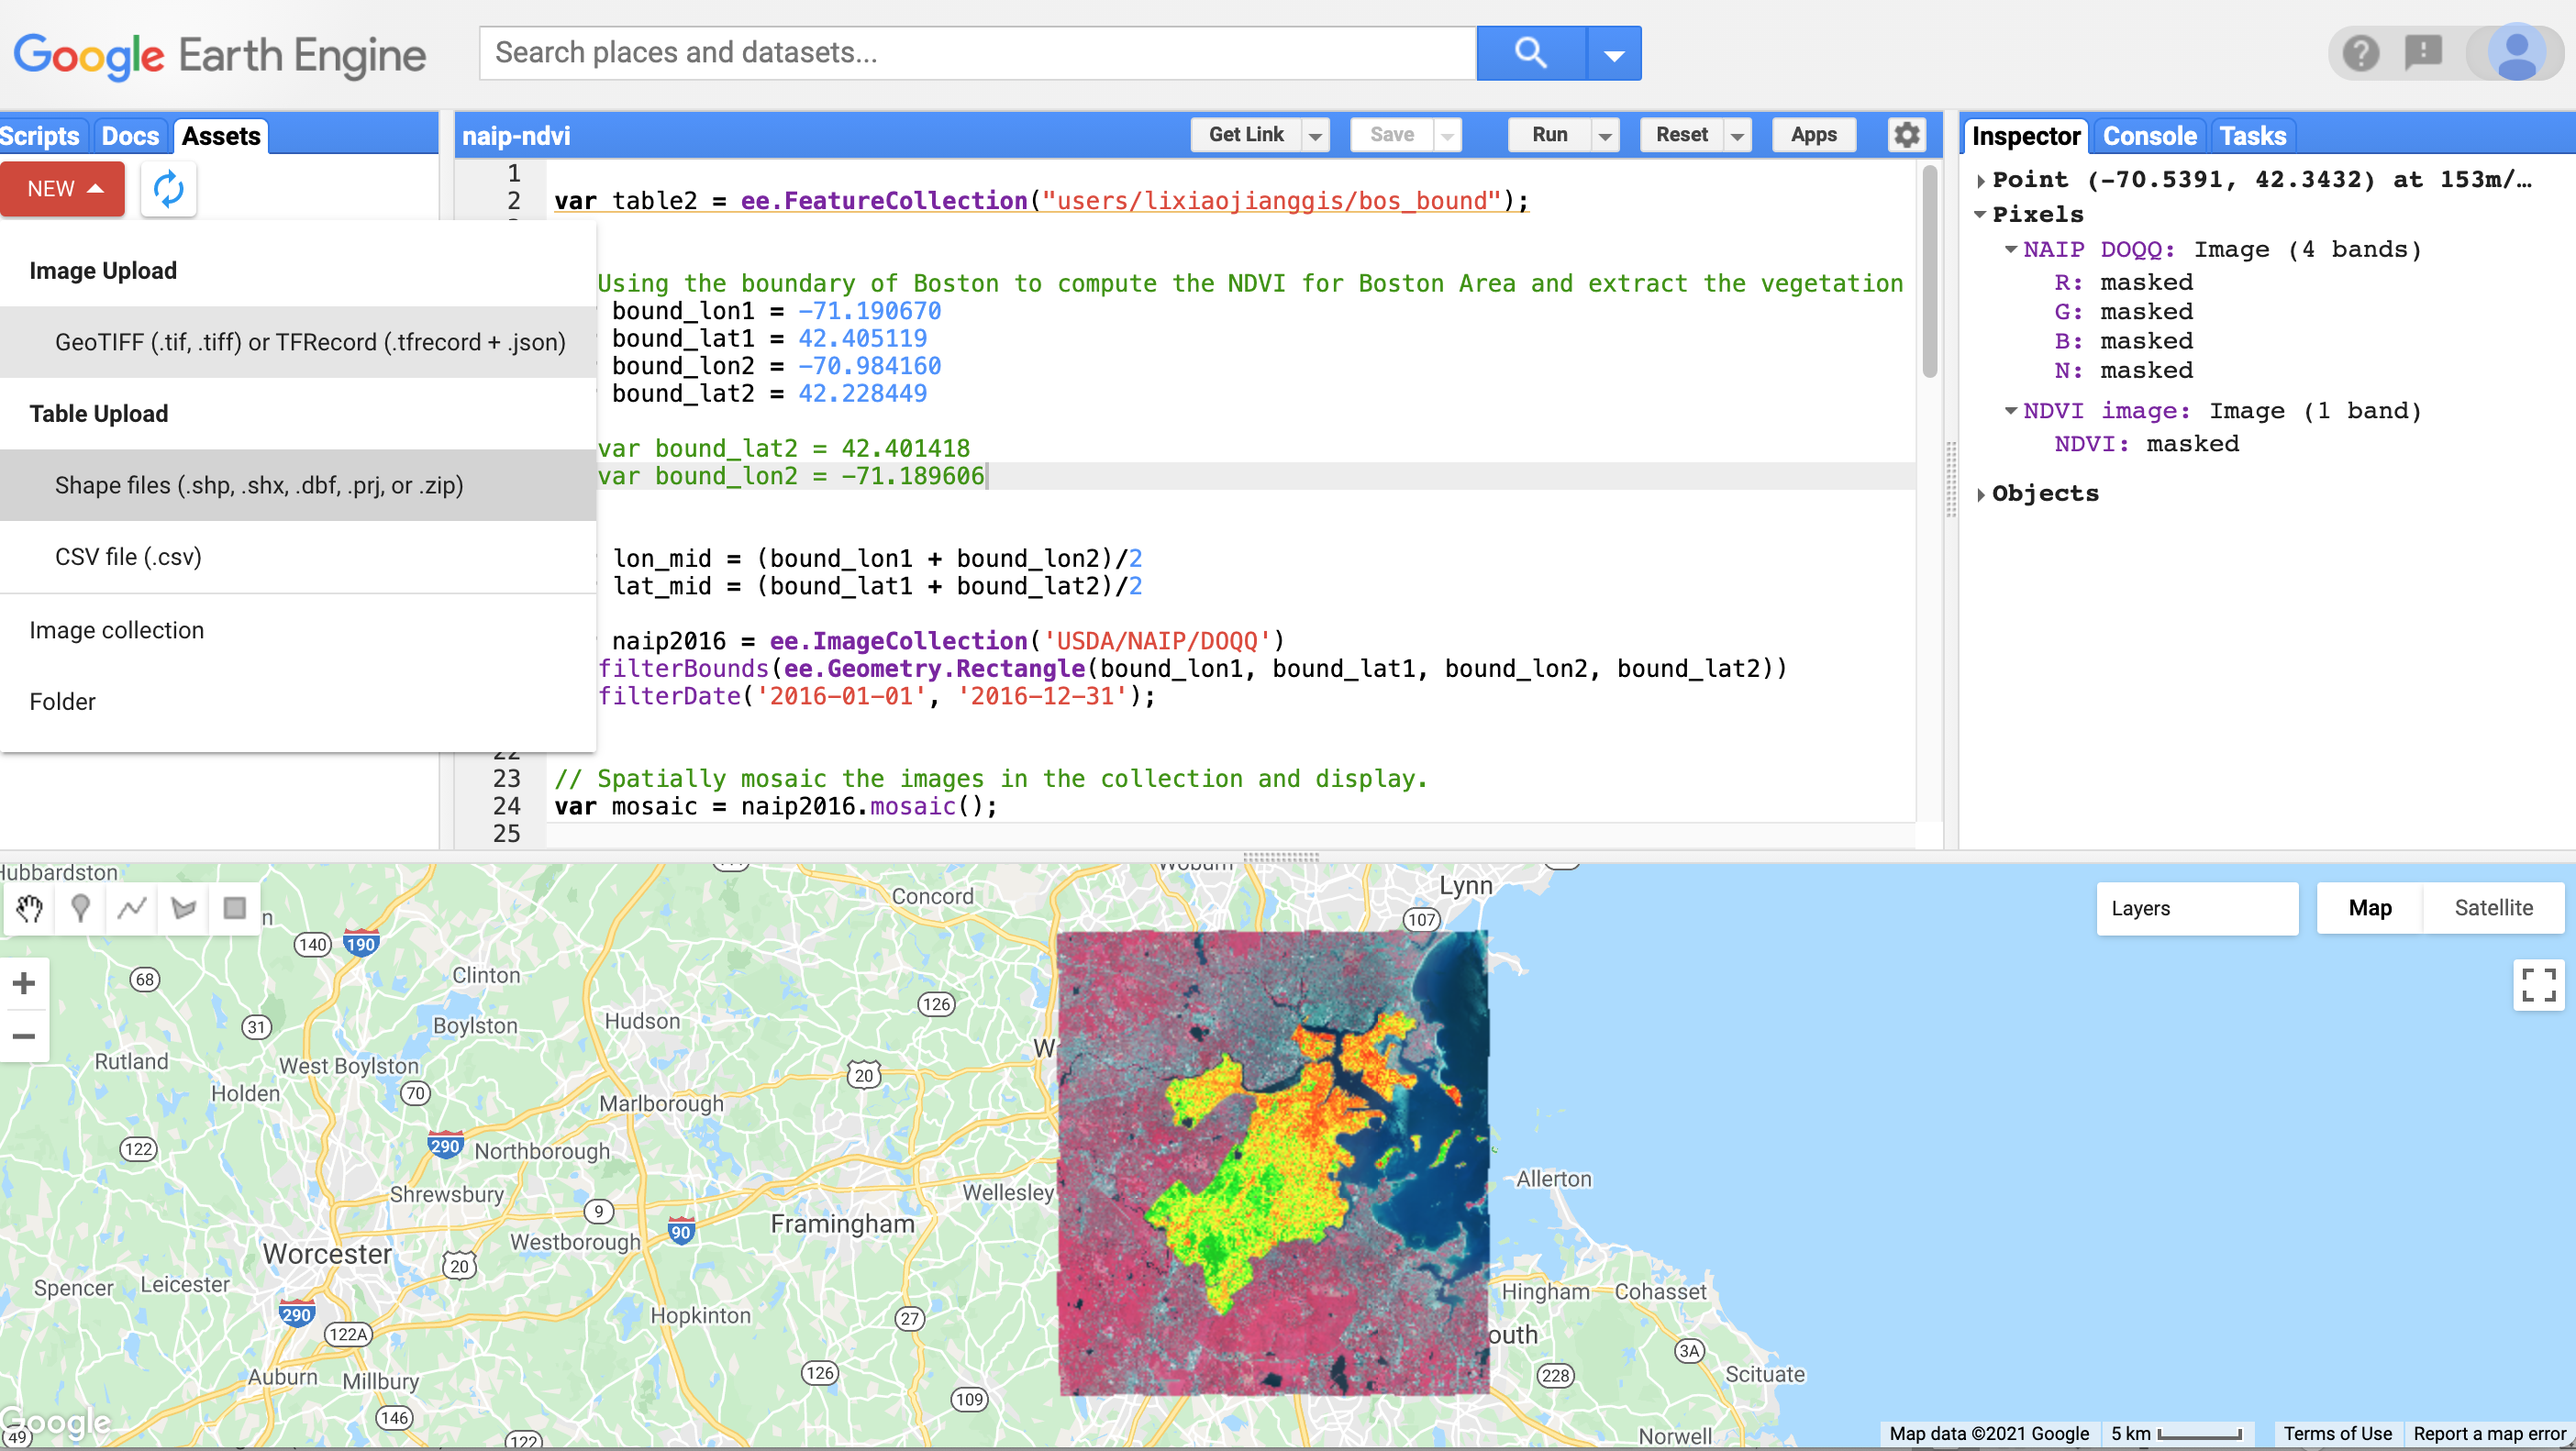 Google Earth Engine
Search places and datasets...
Scripts Docs Assets
NEW
Image Upload
GeoTIFF (.tif, .tiff) or TFRecord (.tfrecord + .json)
Table Upload
Shape files (.shp, .shx, .dbf, .prj, or .zip)
CSV file (.csv)
Image collection
Folder
naip-ndvi
Get Link Save Run Reset Apps
1
2 var table2 = ee.FeatureCollection("users/lixiaojianggis/bos_bound");
Using the boundary of Boston to compute the NDVI for Boston Area and extract the vegetation
bound_lon1 = -71.190670
bound_lat1 = 42.405119
bound_lon2 = -70.984160
bound_lat2 = 42.228449
var bound_lat2 = 42.401418
var bound_lon2 = -71.189606
lon_mid = (bound_lon1 + bound_lon2)/2
lat_mid = (bound_lat1 + bound_lat2)/2
naip2016 = ee.ImageCollection('USDA/NAIP/DOQQ')
filterBounds(ee.Geometry.Rectangle(bound_lon1, bound_lat1, bound_lon2, bound_lat2))
filterDate('2016-01-01', '2016-12-31');
22
23 // Spatially mosaic the images in the collection and display.
24 var mosaic = naip2016.mosaic();
25
Inspector Console Tasks
Point (-70.5391, 42.3432) at 153m/...
Pixels
NAIP DOQQ: Image (4 bands)
R: masked
G: masked
B: masked
N: masked
NDVI image: Image (1 band)
NDVI: masked
Objects
Layers
Map Satellite
Hubbardston
Woburn
Concord
Lynn
107
n
140
190
68
Clinton
126
31
Boylston
Hudson
Rutland
West Boylston
W
20
Holden
70
Marlborough
122
290
Northborough
Allerton
Shrewsbury
Wellesley
9
Framingham
90
Westborough
Worcester
20
Spencer
Leicester
Hingham
Cohasset
290
Hopkinton
27
122A
outh
3A
Auburn
Millbury
126
228
Scituate
109
146
Google
49
122
Norwell
Map data ©2021 Google 5 km Terms of Use Report a map error